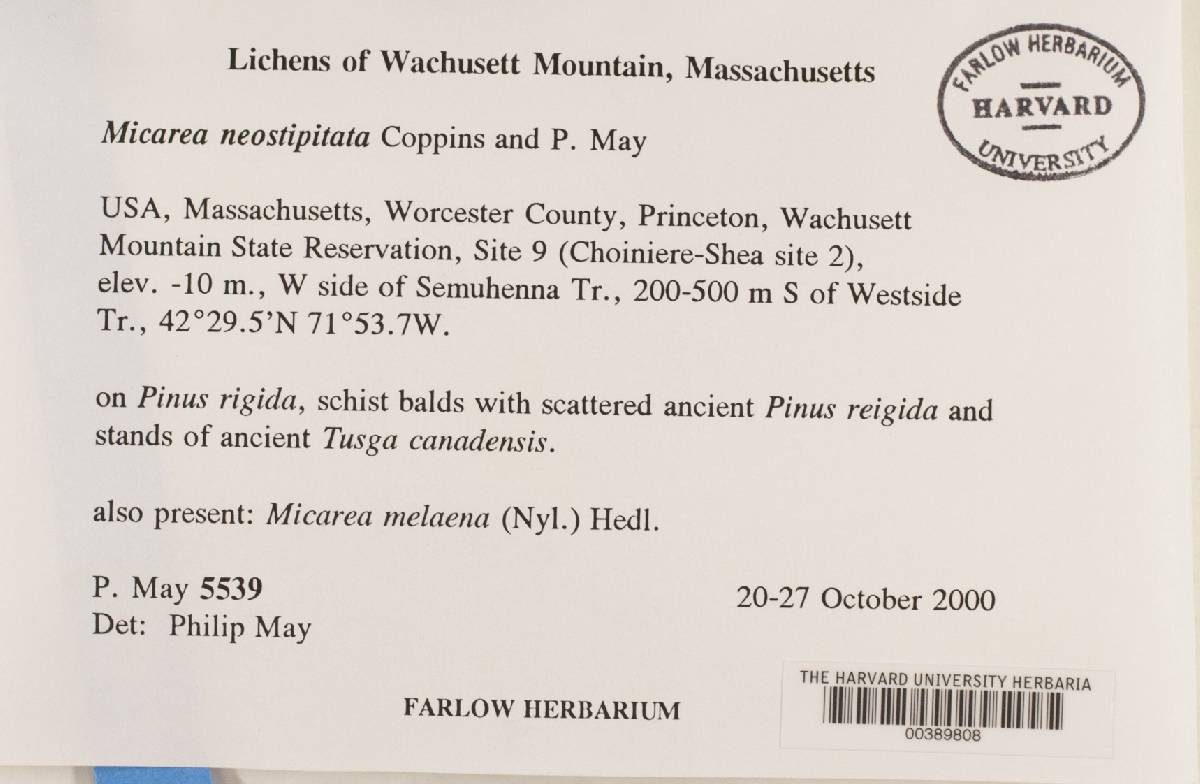 Lichens of Wachusett Mountain, Massachusetts
FARLOW HERBARIUM
HARVARD
UNIVERSITY
Micarea neostipitata Coppins and P. May
USA, Massachusetts, Worcester County, Princeton, Wachusett
Mountain State Reservation, Site 9 (Choiniere-Shea site 2),
elev. -10 m., W side of Semuhenna Tr., 200-500 m S of Westside
Tr., 42°29.5’N 71°53.7W.
on Pinus rigida, schist balds with scattered ancient Pinus reigida and
stands of ancient Tusga canadensis.
also present: Micarea melaena (Nyl.) Hedl.
P. May 5539
20-27 October 2000
Det: Philip May
FARLOW HERBARIUM
THE HARVARD UNIVERSITY HERBARIA
00389808